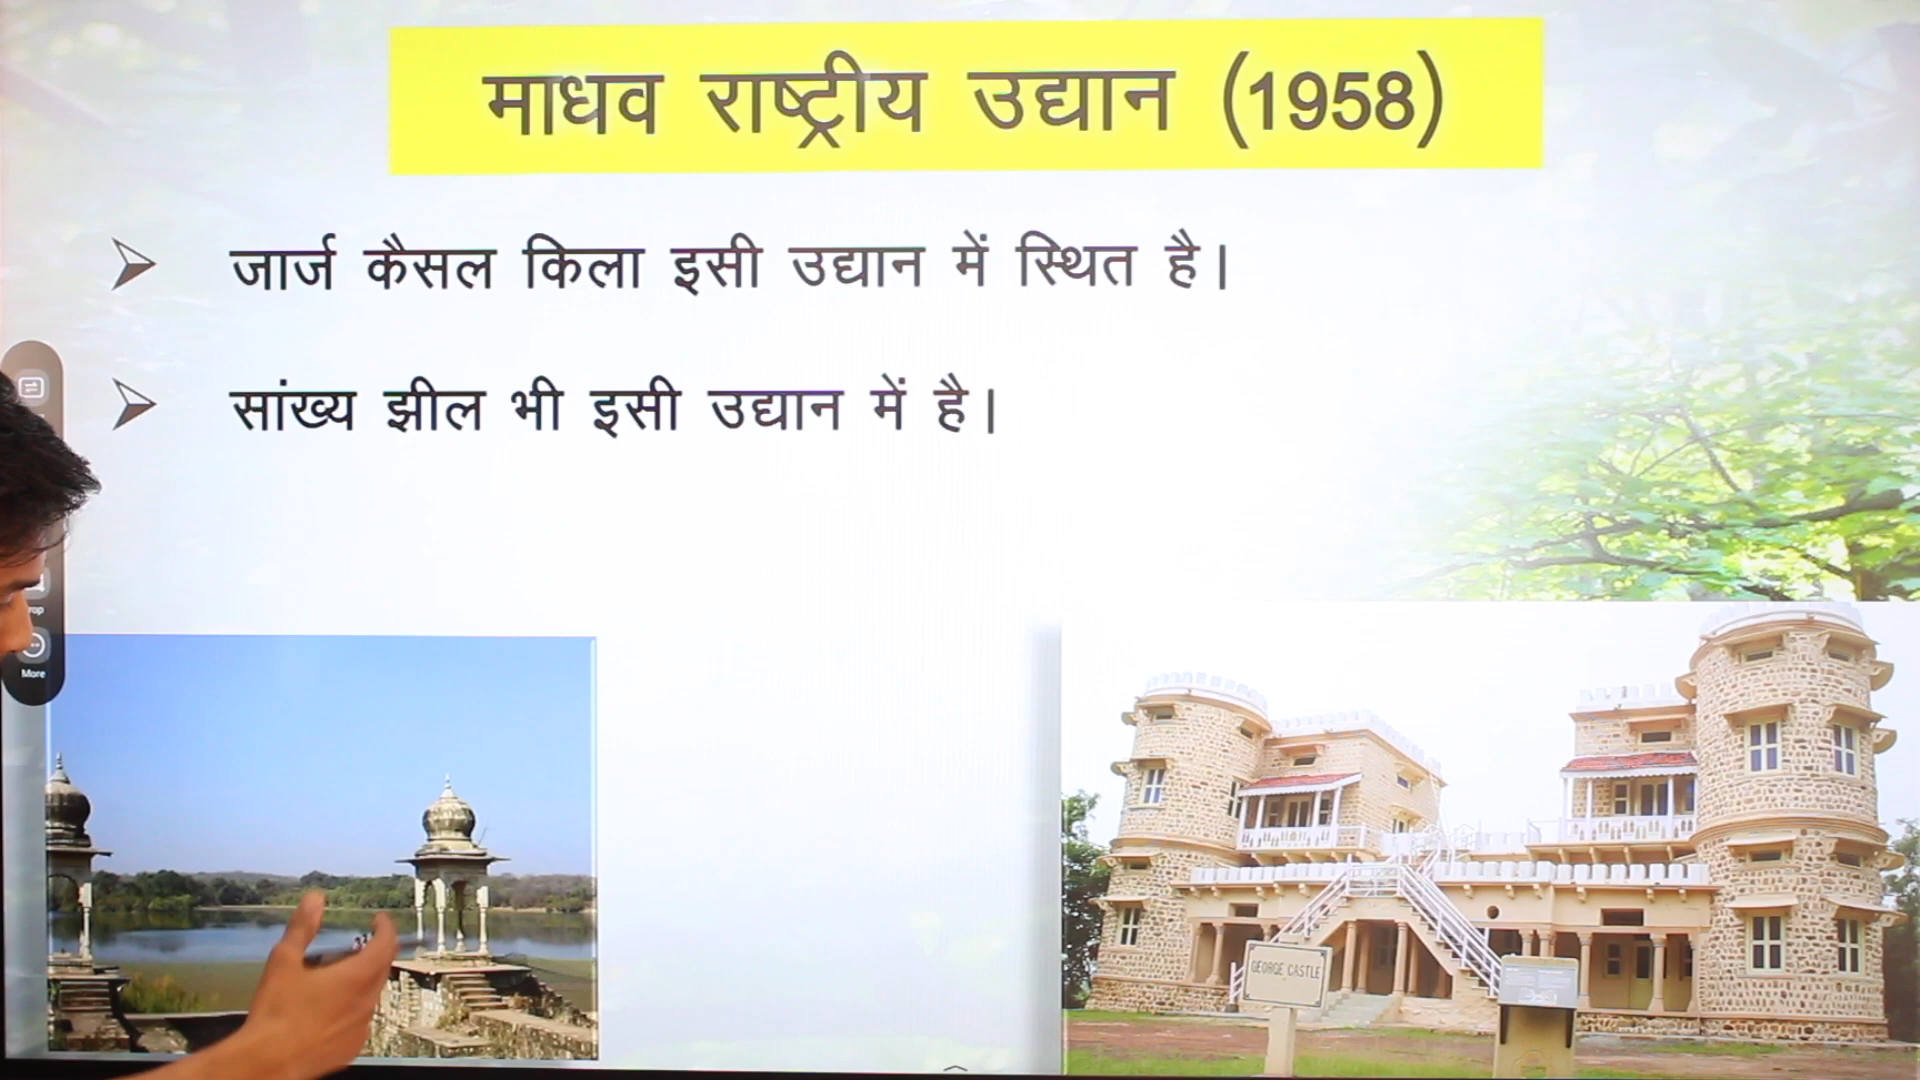 माधव राष्ट्रीय उद्यान (1958)
जार्ज कैसल किला इसी उद्यान में स्थित है।
सांख्य झील भी इसी उद्यान में है।
More
GEORGE CASTLE